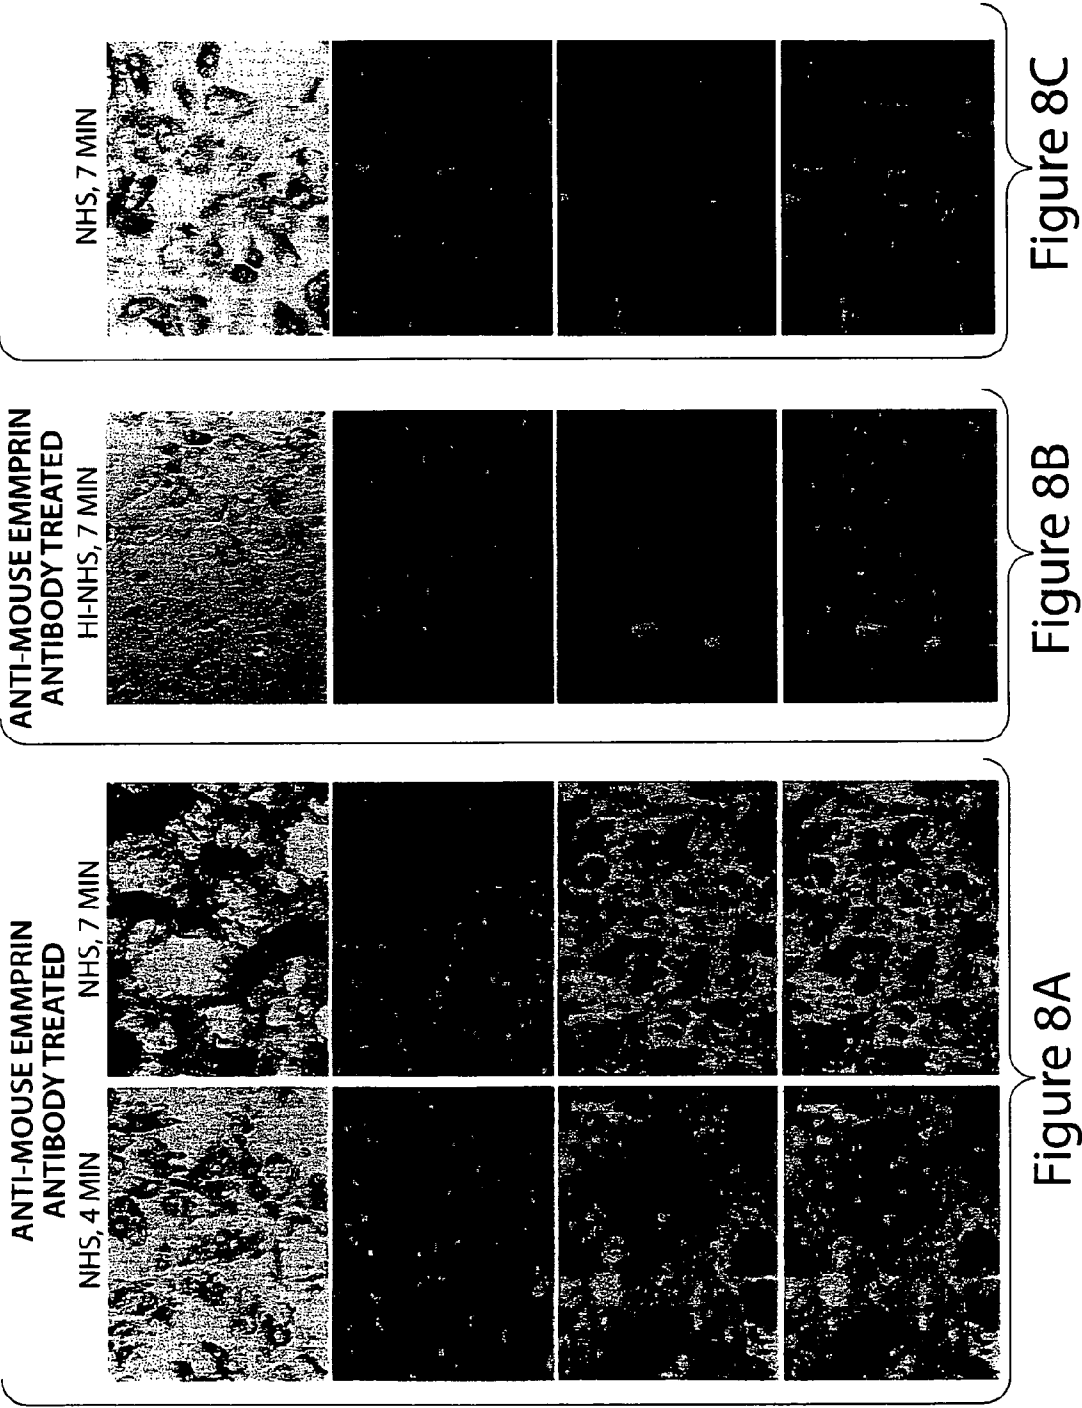 ANTI-MOUSE EMMPRIN
ANTIBODY TREATED
NHS, 4 MIN
NHS, 7 MIN
Figure 8A
ANTI-MOUSE EMMPRIN
ANTIBODY TREATED
HI-NHS, 7 MIN
Figure 8B
NHS, 7 MIN
Figure 8C